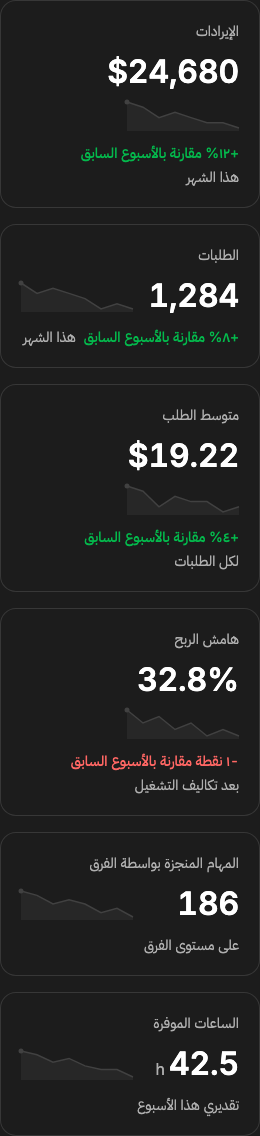 الإيرادات
$24,680
+١٢% مقارنة بالأسبوع السابق
هذا الشهر
الطلبات
1,284
+٨% مقارنة بالأسبوع السابق هذا الشهر
متوسط الطلب
$19.22
+٤% مقارنة بالأسبوع السابق
لكل الطلبات
هامش الربح
32.8%
-١ نقطة مقارنة بالأسبوع السابق
بعد تكاليف التشغيل
المهام المنجزة بواسطة الفرق
186
على مستوى الفرق
الساعات الموفرة
42.5 h
تقديري هذا الأسبوع